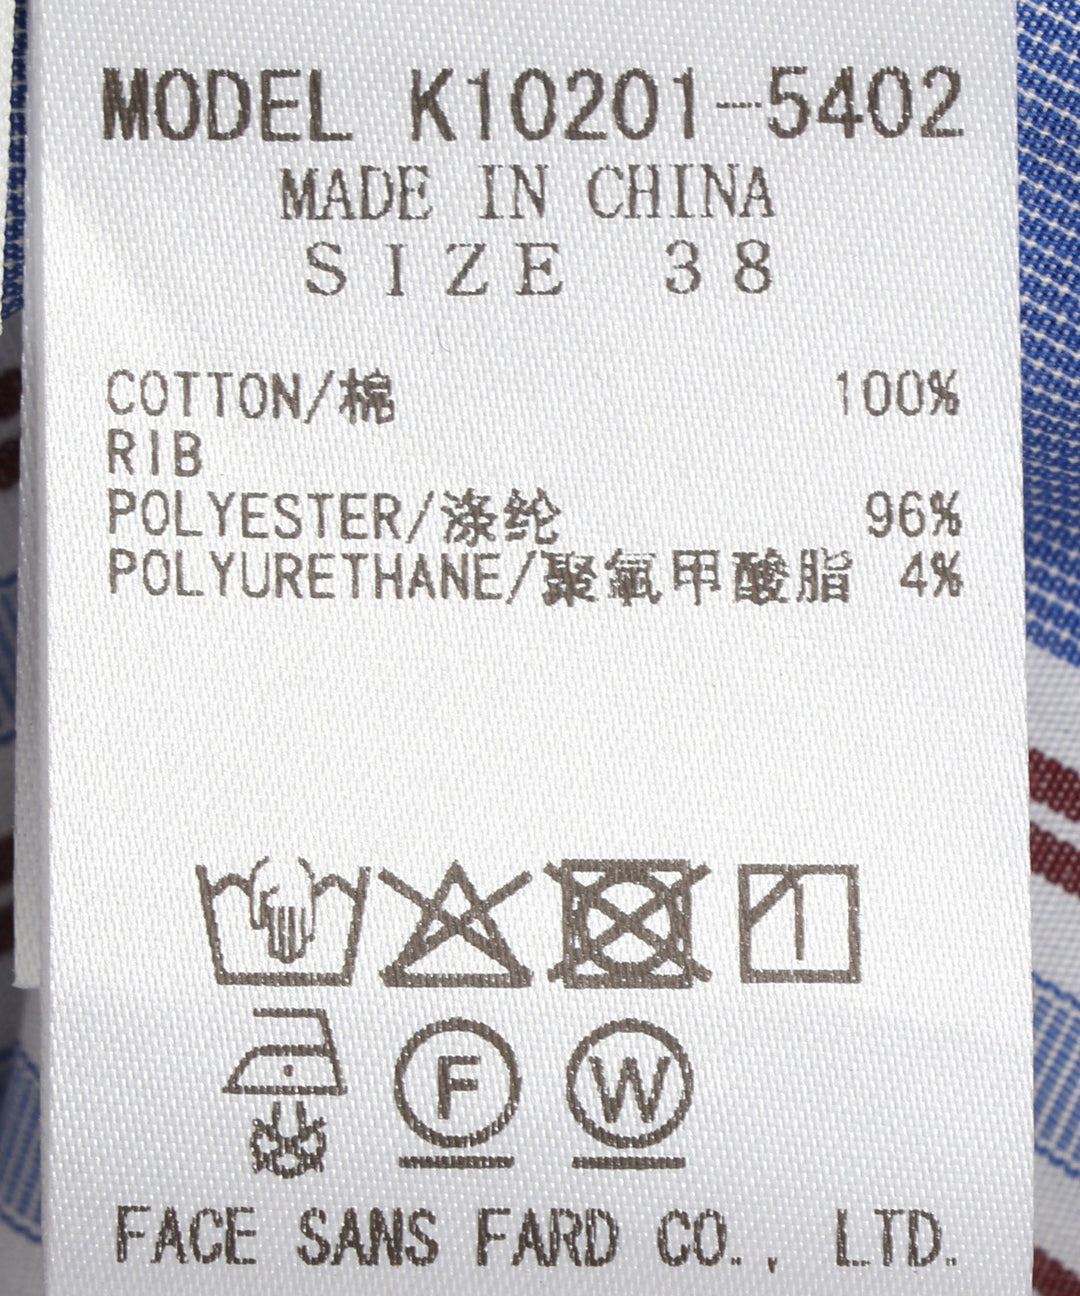 MODEL K10201-5402
MADE IN CHINA
SIZE 38
COTTON/棉 100%
RIB
POLYESTER/涤纶 96%
POLYURETHANE/聚氨甲酸脂 4%
F W
FACE SANS FARD CO., LTD.